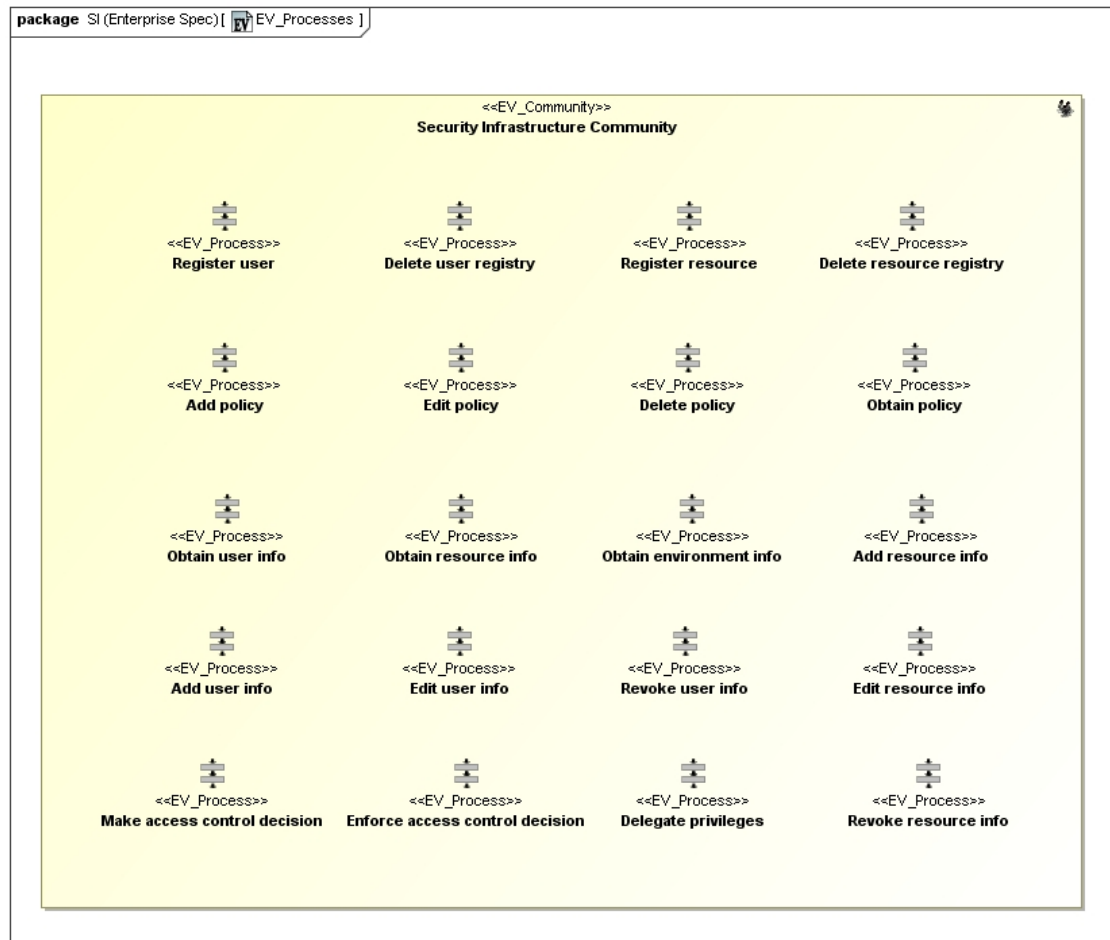 package SI (Enterprise Spec) [ EV EV_Processes ]
<<EV_Community>>
Security Infrastructure Community
<<EV_Process>> <<EV_Process>> <<EV_Process>> <<EV_Process>>
Register user Delete user registry Register resource Delete resource registry
<<EV_Process>> <<EV_Process>> <<EV_Process>> <<EV_Process>>
Add policy Edit policy Delete policy Obtain policy
<<EV_Process>> <<EV_Process>> <<EV_Process>> <<EV_Process>>
Obtain user info Obtain resource info Obtain environment info Add resource info
<<EV_Process>> <<EV_Process>> <<EV_Process>> <<EV_Process>>
Add user info Edit user info Revoke user info Edit resource info
<<EV_Process>> <<EV_Process>> <<EV_Process>> <<EV_Process>>
Make access control decision Enforce access control decision Delegate privileges Revoke resource info